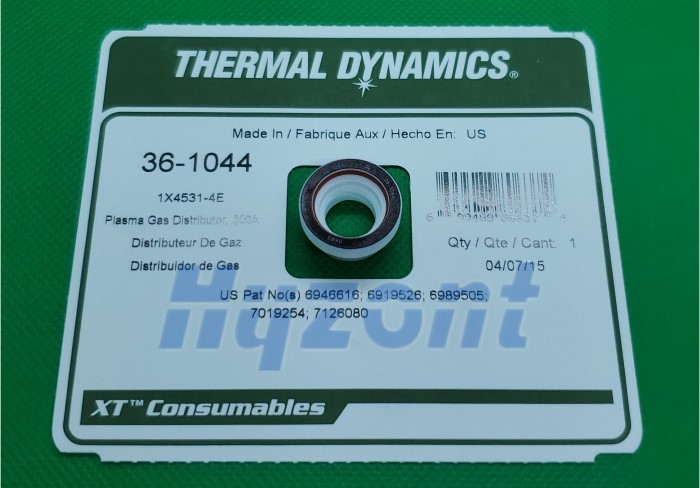 THERMAL DYNAMICS®
Made In / Fabrique Aux / Hecho En: US
36-1044
1X4531-4E
Plasma Gas Distributor, 200A
Distributeur De Gaz
Distribuidor de Gas
Qty / Qte / Cant: 1
04/07/15
US Pat No(s) 6946616; 6919526; 6989505;
7019254; 7126080
Hqzont
XT™ Consumables